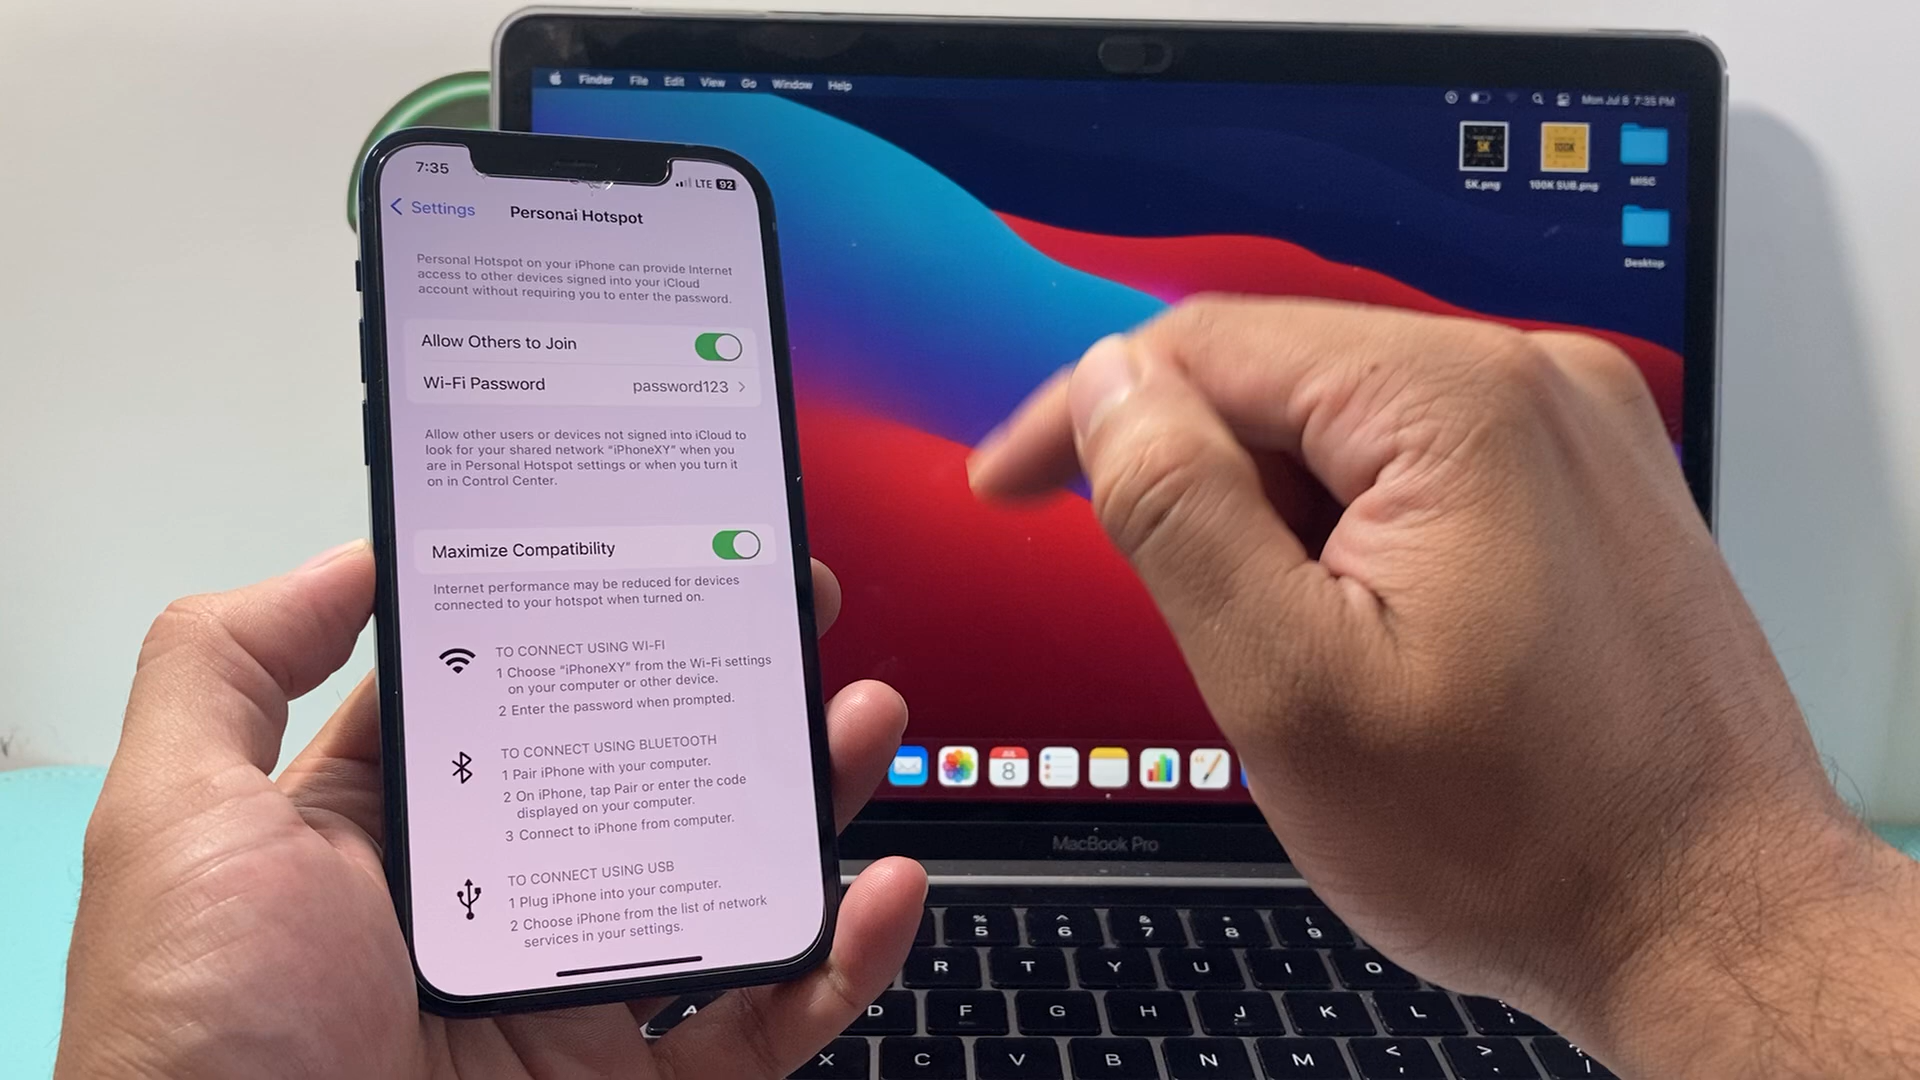 7:35
LTE 92
Settings
Personal Hotspot
Personal Hotspot on your iPhone can provide Internet
access to other devices signed into your iCloud
account without requiring you to enter the password.
Allow Others to Join
Wi-Fi Password password123
Allow other users or devices not signed into iCloud to
look for your shared network “iPhoneXY” when you
are in Personal Hotspot settings or when you turn it
on in Control Center.
Maximize Compatibility
Internet performance may be reduced for devices
connected to your hotspot when turned on.
TO CONNECT USING WI-FI
1 Choose “iPhoneXY” from the Wi-Fi settings
on your computer or other device.
2 Enter the password when prompted.
TO CONNECT USING BLUETOOTH
1 Pair iPhone with your computer.
2 On iPhone, tap Pair or enter the code
displayed on your computer.
3 Connect to iPhone from computer.
TO CONNECT USING USB
1 Plug iPhone into your computer.
2 Choose iPhone from the list of network
services in your settings.
Finder File Edit View Go Window Help
Mon Jul 8 7:35 PM
5K
100K
5K.png 100K SUB.png MISC
Desktop
JUL
8
MacBook Pro
% ^ & * (
5 6 7 8 9
R T Y U I O
A D F G H J K L :
;
X C V B N M < > ?
, . /